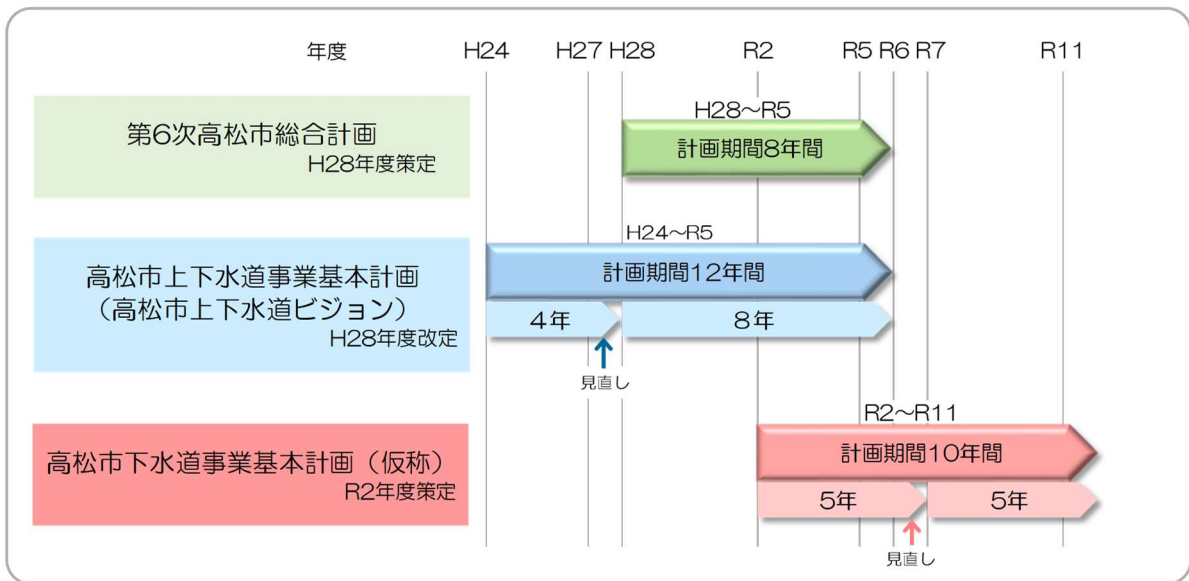 年度 H24 H27 H28 R2 R5 R6 R7 R11
第6次高松市総合計画
H28年度策定
H28～R5
計画期間8年間
高松市上下水道事業基本計画
（高松市上下水道ビジョン）
H28年度改定
H24～R5
計画期間12年間
4年 8年
見直し
高松市下水道事業基本計画（仮称）
R2年度策定
R2～R11
計画期間10年間
5年 5年
見直し